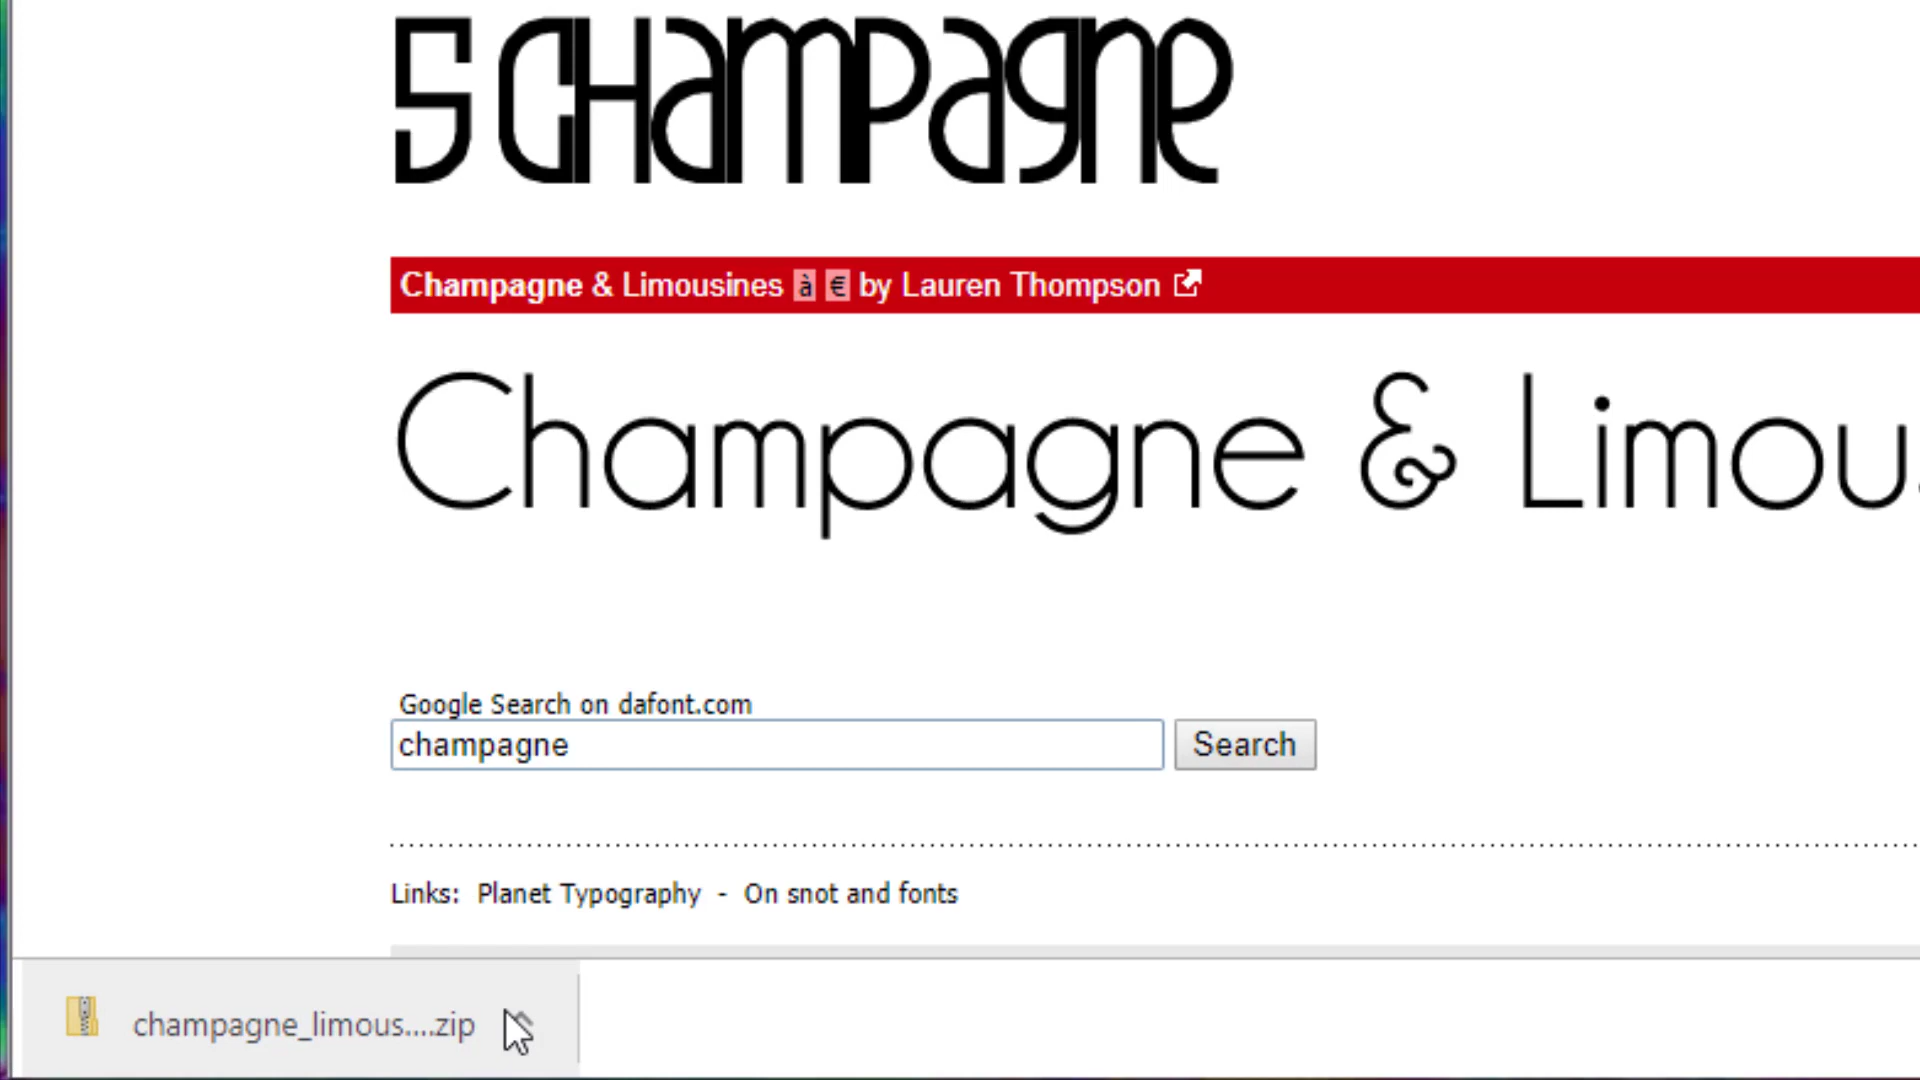 5 CHampagne
Champagne & Limousines à € by Lauren Thompson
Champagne & Limous
Google Search on dafont.com
champagne
Search
Links: Planet Typography - On snot and fonts
champagne_limous....zip